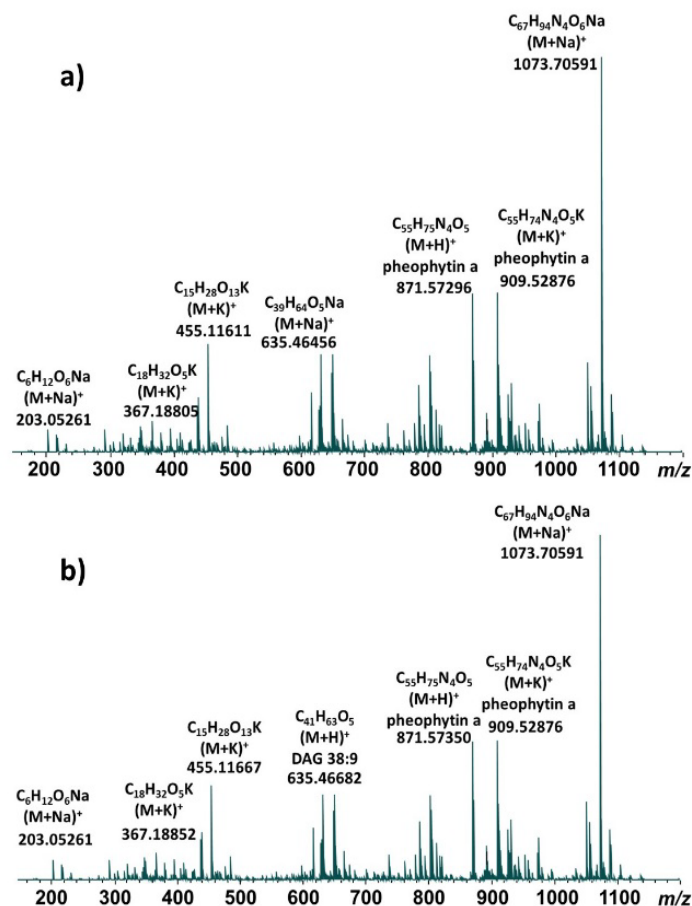 a)
C₆₇H₉₄N₄O₆Na
(M+Na)⁺
1073.70591
C₅₅H₇₅N₄O₅
(M+H)⁺
pheophytin a
871.57296
C₅₅H₇₄N₄O₅K
(M+K)⁺
pheophytin a
909.52876
C₁₅H₂₈O₁₃K
(M+K)⁺
455.11611
C₃₉H₆₄O₅Na
(M+Na)⁺
635.46456
C₆H₁₂O₆Na
(M+Na)⁺
203.05261
C₁₈H₃₂O₅K
(M+K)⁺
367.18805
200 300 400 500 600 700 800 900 1000 1100 m/z
b)
C₆₇H₉₄N₄O₆Na
(M+Na)⁺
1073.70591
C₅₅H₇₅N₄O₅
(M+H)⁺
pheophytin a
871.57350
C₅₅H₇₄N₄O₅K
(M+K)⁺
pheophytin a
909.52876
C₁₅H₂₈O₁₃K
(M+K)⁺
455.11667
C₄₁H₆₃O₅
(M+H)⁺
DAG 38:9
635.46682
C₆H₁₂O₆Na
(M+Na)⁺
203.05261
C₁₈H₃₂O₅K
(M+K)⁺
367.18852
200 300 400 500 600 700 800 900 1000 1100 m/z